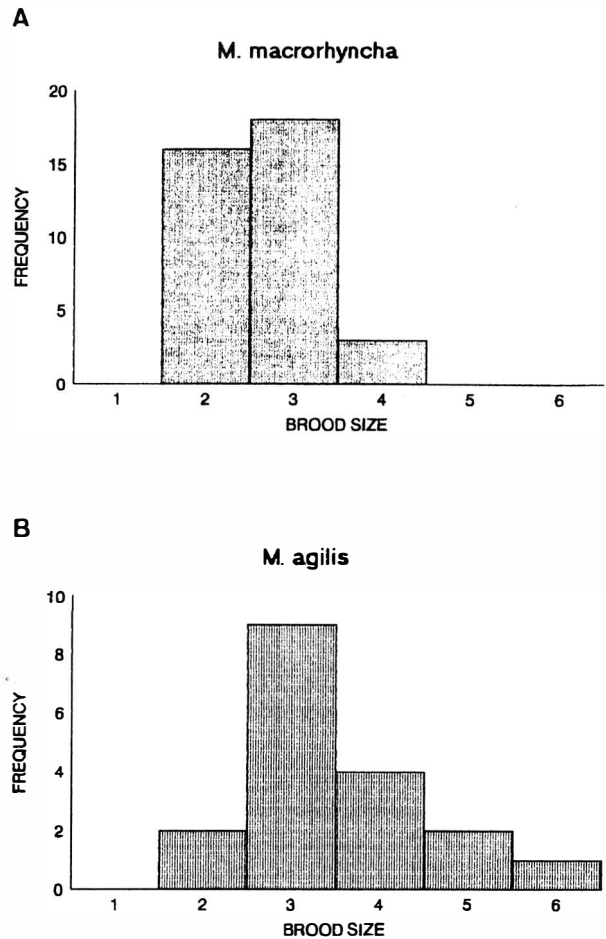 A
M. macrorhyncha
20
15
10
5
0
FREQUENCY
1 2 3 4 5 6
BROOD SIZE
B
M. agilis
10
8
6
4
2
0
FREQUENCY
1 2 3 4 5 6
BROOD SIZE